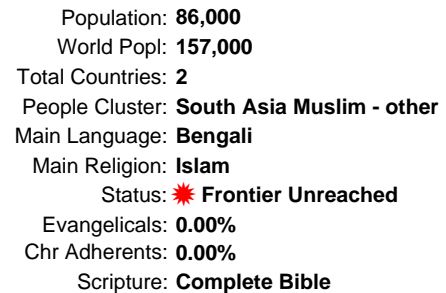 Population: 86,000
World Popl: 157,000
Total Countries: 2
People Cluster: South Asia Muslim - other
Main Language: Bengali
Main Religion: Islam
Status: Frontier Unreached
Evangelicals: 0.00%
Chr Adherents: 0.00%
Scripture: Complete Bible